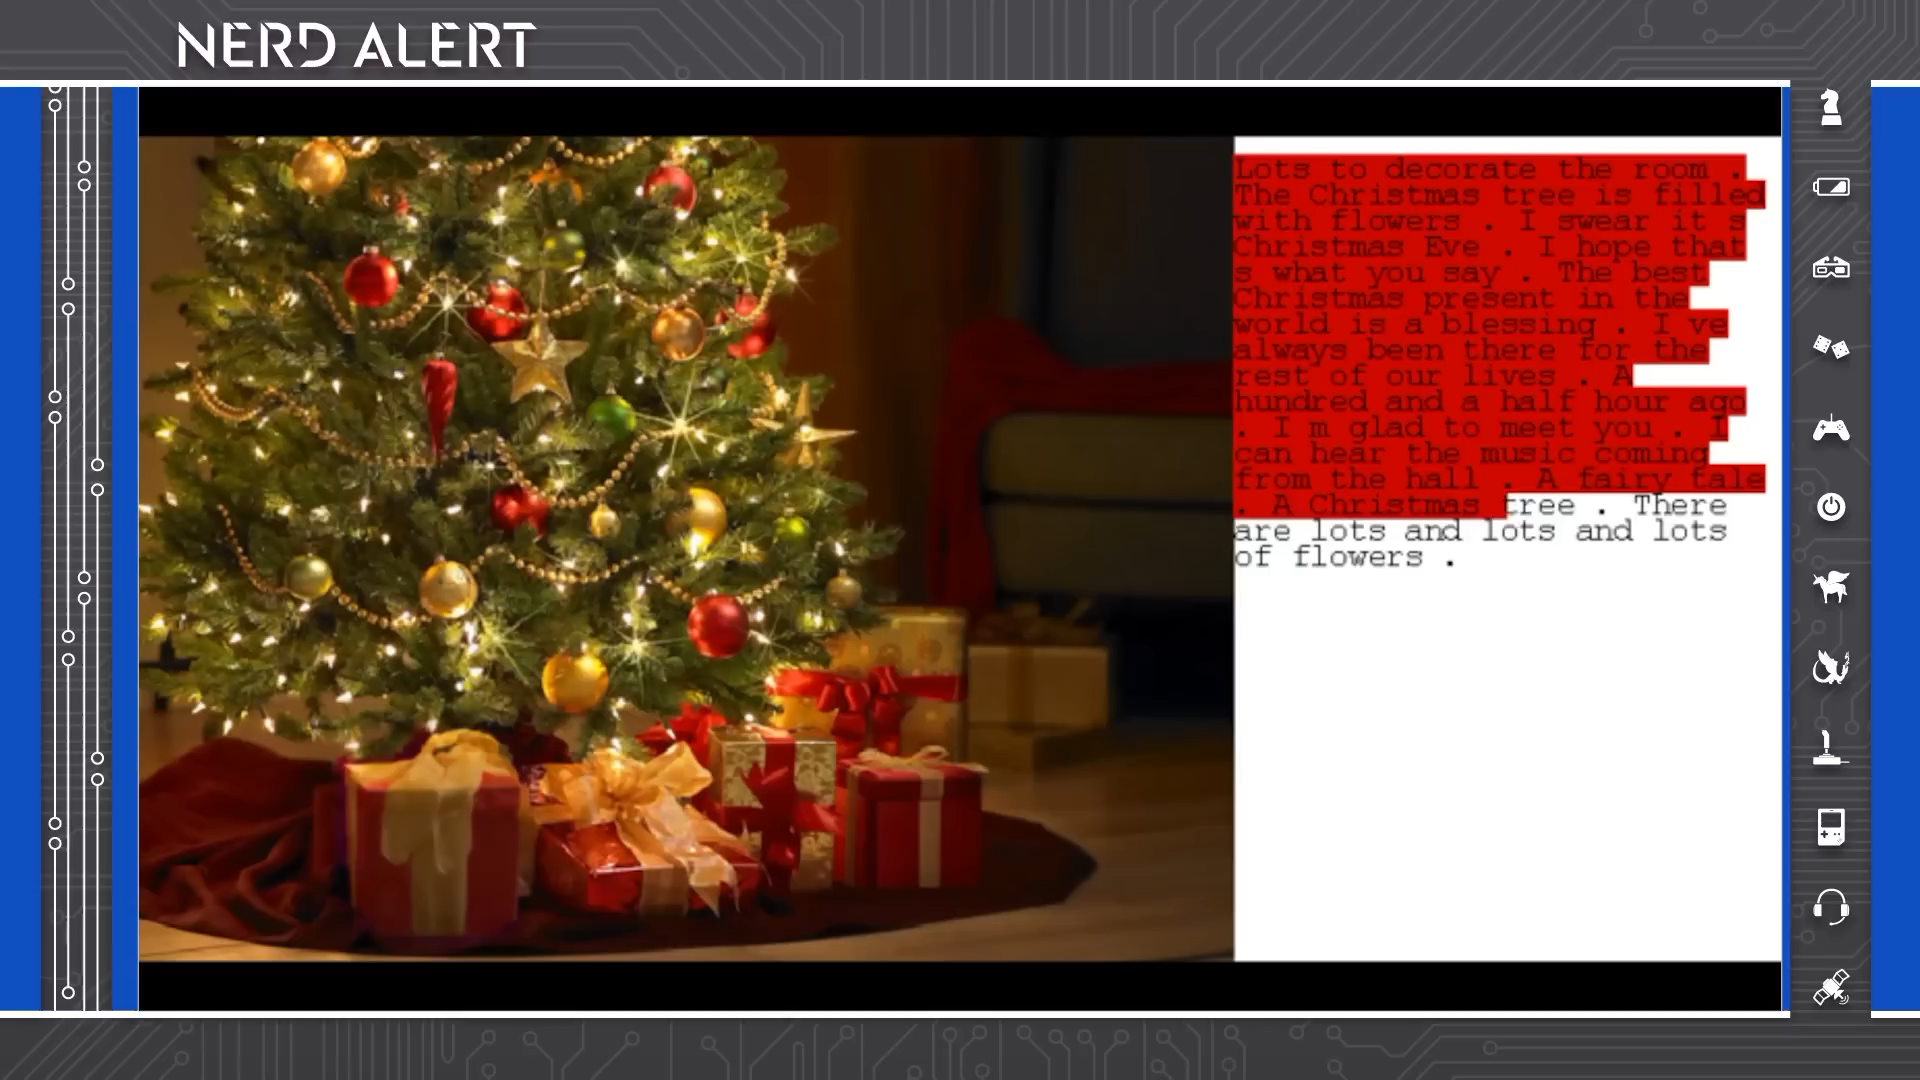 NERD ALERT
Lots to decorate the room .
The Christmas tree is filled
with flowers . I swear it s
Christmas Eve . I hope that
s what you say . The best
Christmas present in the
world is a blessing . I ve
always been there for the
rest of our lives . A
hundred and a half hour ago
. I m glad to meet you . I
can hear the music coming
from the hall . A fairy tale
. A Christmas tree . There
are lots and lots and lots
of flowers .